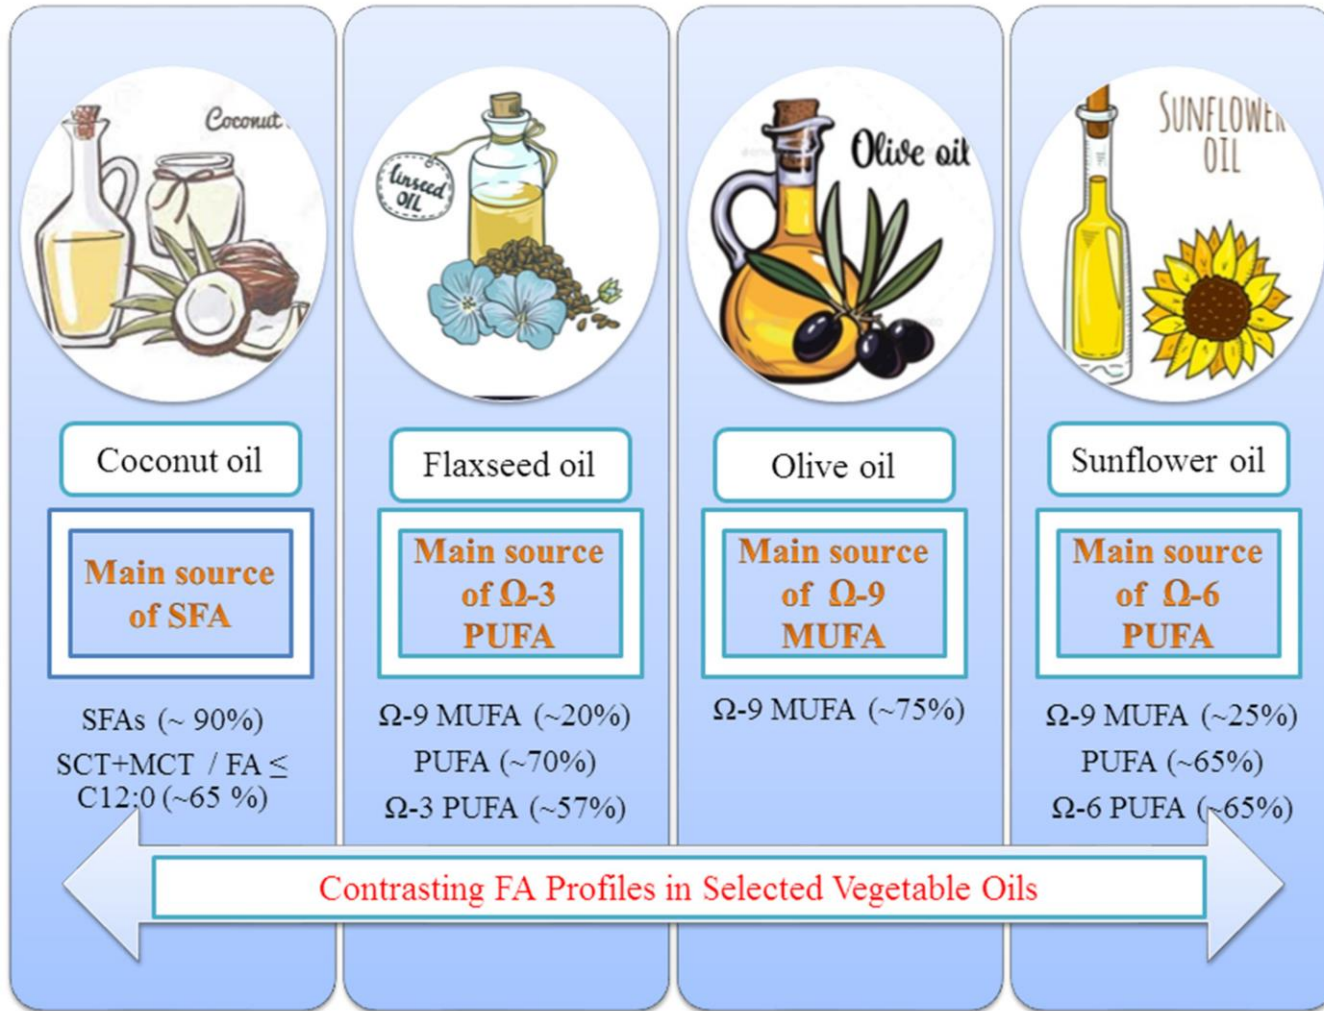 Coconut
Coconut oil
Main source
of SFA
SFAs (~ 90%)
SCT+MCT / FA ≤
C12:0 (~65 %)
linseed
OIL
Flaxseed oil
Main source
of Ω-3
PUFA
Ω-9 MUFA (~20%)
PUFA (~70%)
Ω-3 PUFA (~57%)
Olive oil
Olive oil
Main source
of Ω-9
MUFA
Ω-9 MUFA (~75%)
SUNFLOWER
OIL
Sunflower oil
Main source
of Ω-6
PUFA
Ω-9 MUFA (~25%)
PUFA (~65%)
Ω-6 PUFA (~65%)
Contrasting FA Profiles in Selected Vegetable Oils